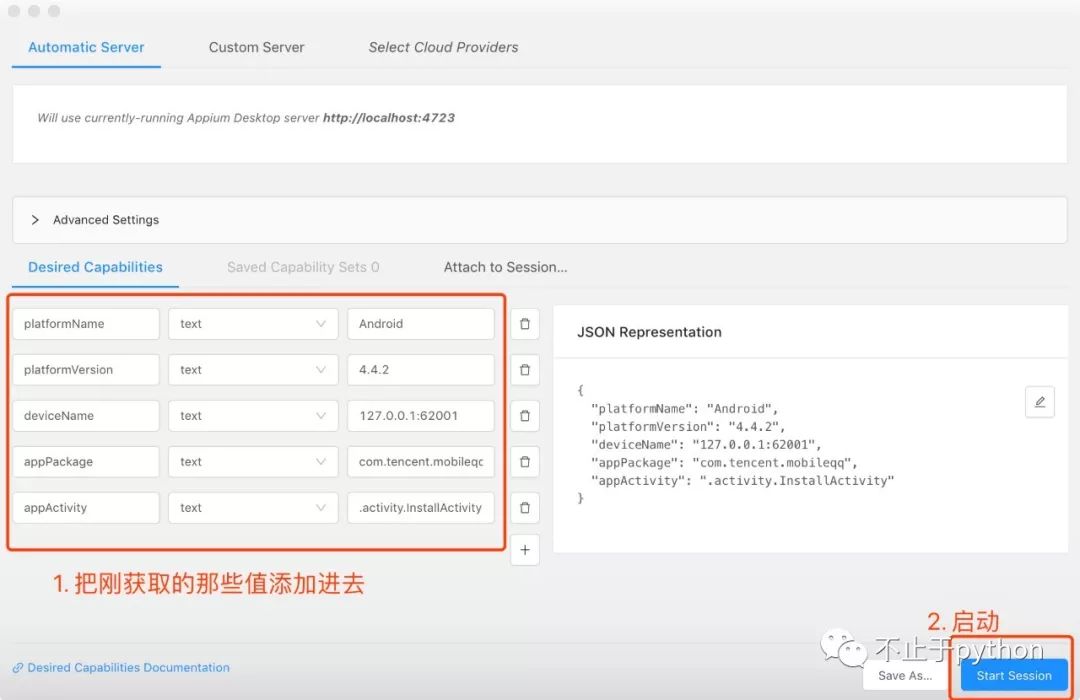 Automatic Server Custom Server Select Cloud Providers
Will use currently-running Appium Desktop server http://localhost:4723
Advanced Settings
Desired Capabilities Saved Capability Sets 0 Attach to Session...
platformName text Android
platformVersion text 4.4.2
deviceName text 127.0.0.1:62001
appPackage text com.tencent.mobileqc
appActivity text .activity.InstallActivity
+
JSON Representation
{
"platformName": "Android",
"platformVersion": "4.4.2",
"deviceName": "127.0.0.1:62001",
"appPackage": "com.tencent.mobileqq",
"appActivity": ".activity.InstallActivity"
}
1. 把刚获取的那些值添加进去
2. 启动
不止于python
Desired Capabilities Documentation
Save As... Start Session